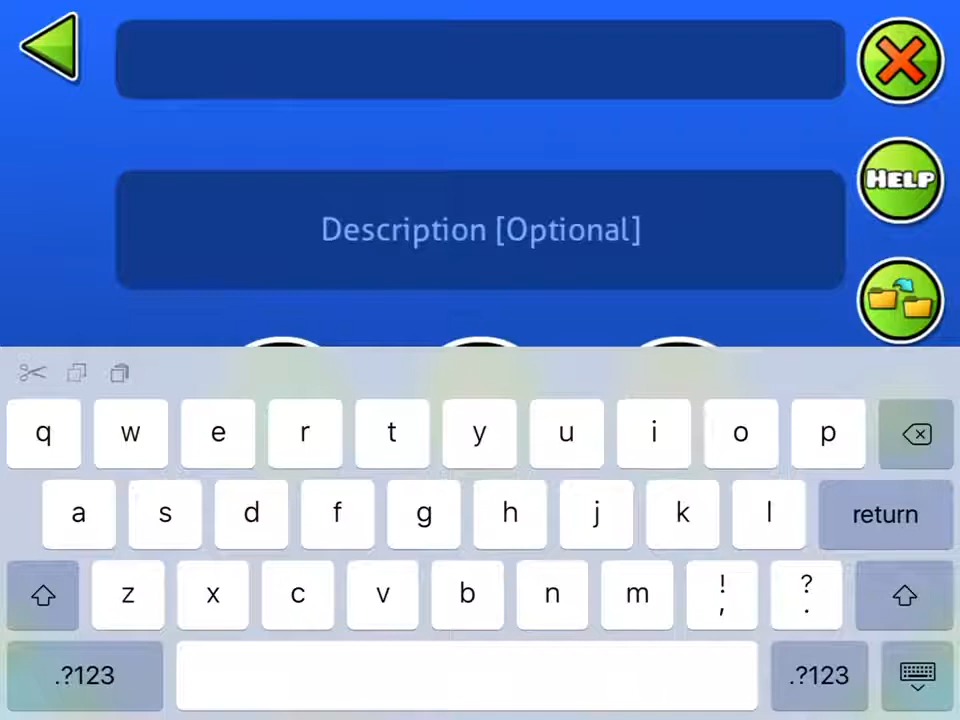 Help
Description [Optional]
q w e r t y u i o p
a s d f g h j k l return
z x c v b n m ! , ? .
.?123 .?123